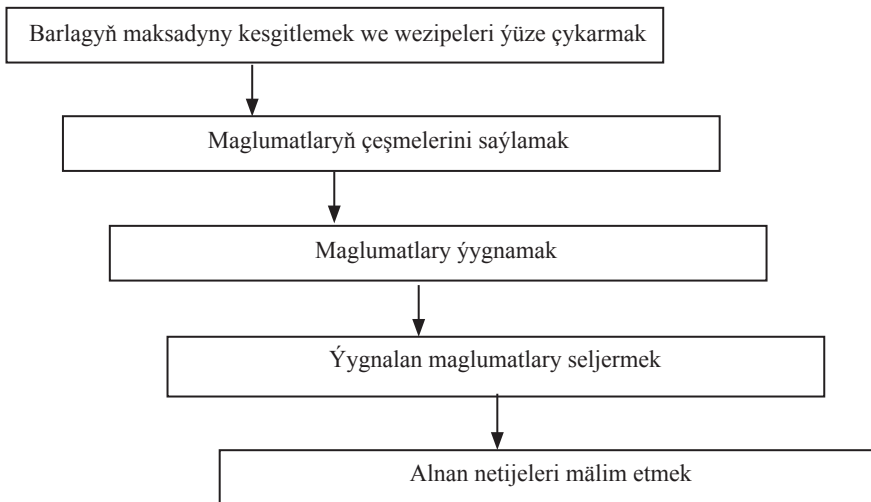 Barlagyň maksadyny kesgitlemek we wezipeleri ýüze çykarmak
Maglumatlaryň çeşmelerini saýlamak
Maglumatlary ýygnamak
Ýygnalan maglumatlary seljermek
Alnan netijeleri mälim etmek